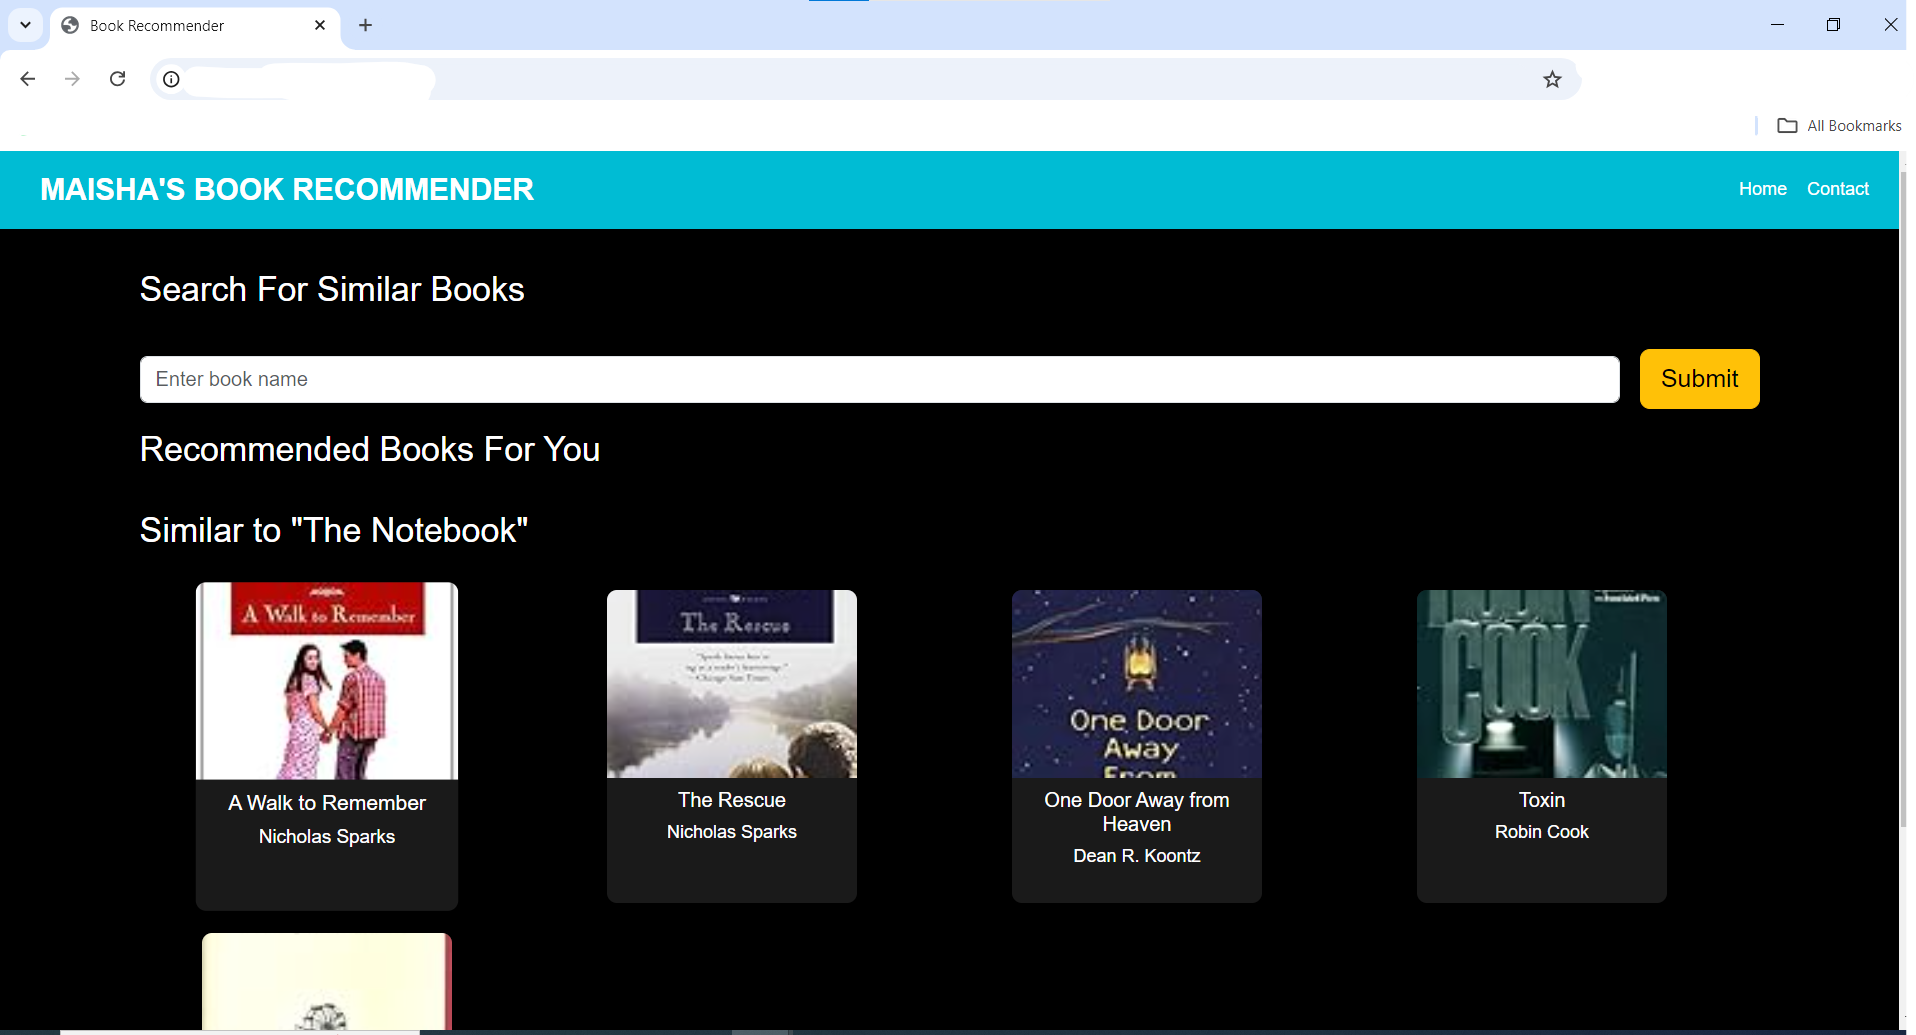 Book Recommender
All Bookmarks
MAISHA'S BOOK RECOMMENDER
Home Contact
Search For Similar Books
Enter book name
Submit
Recommended Books For You
Similar to "The Notebook"
A Walk to Remember
The Rescue
One Door
Away
From
COOK
A Walk to Remember
Nicholas Sparks
The Rescue
Nicholas Sparks
One Door Away from
Heaven
Dean R. Koontz
Toxin
Robin Cook